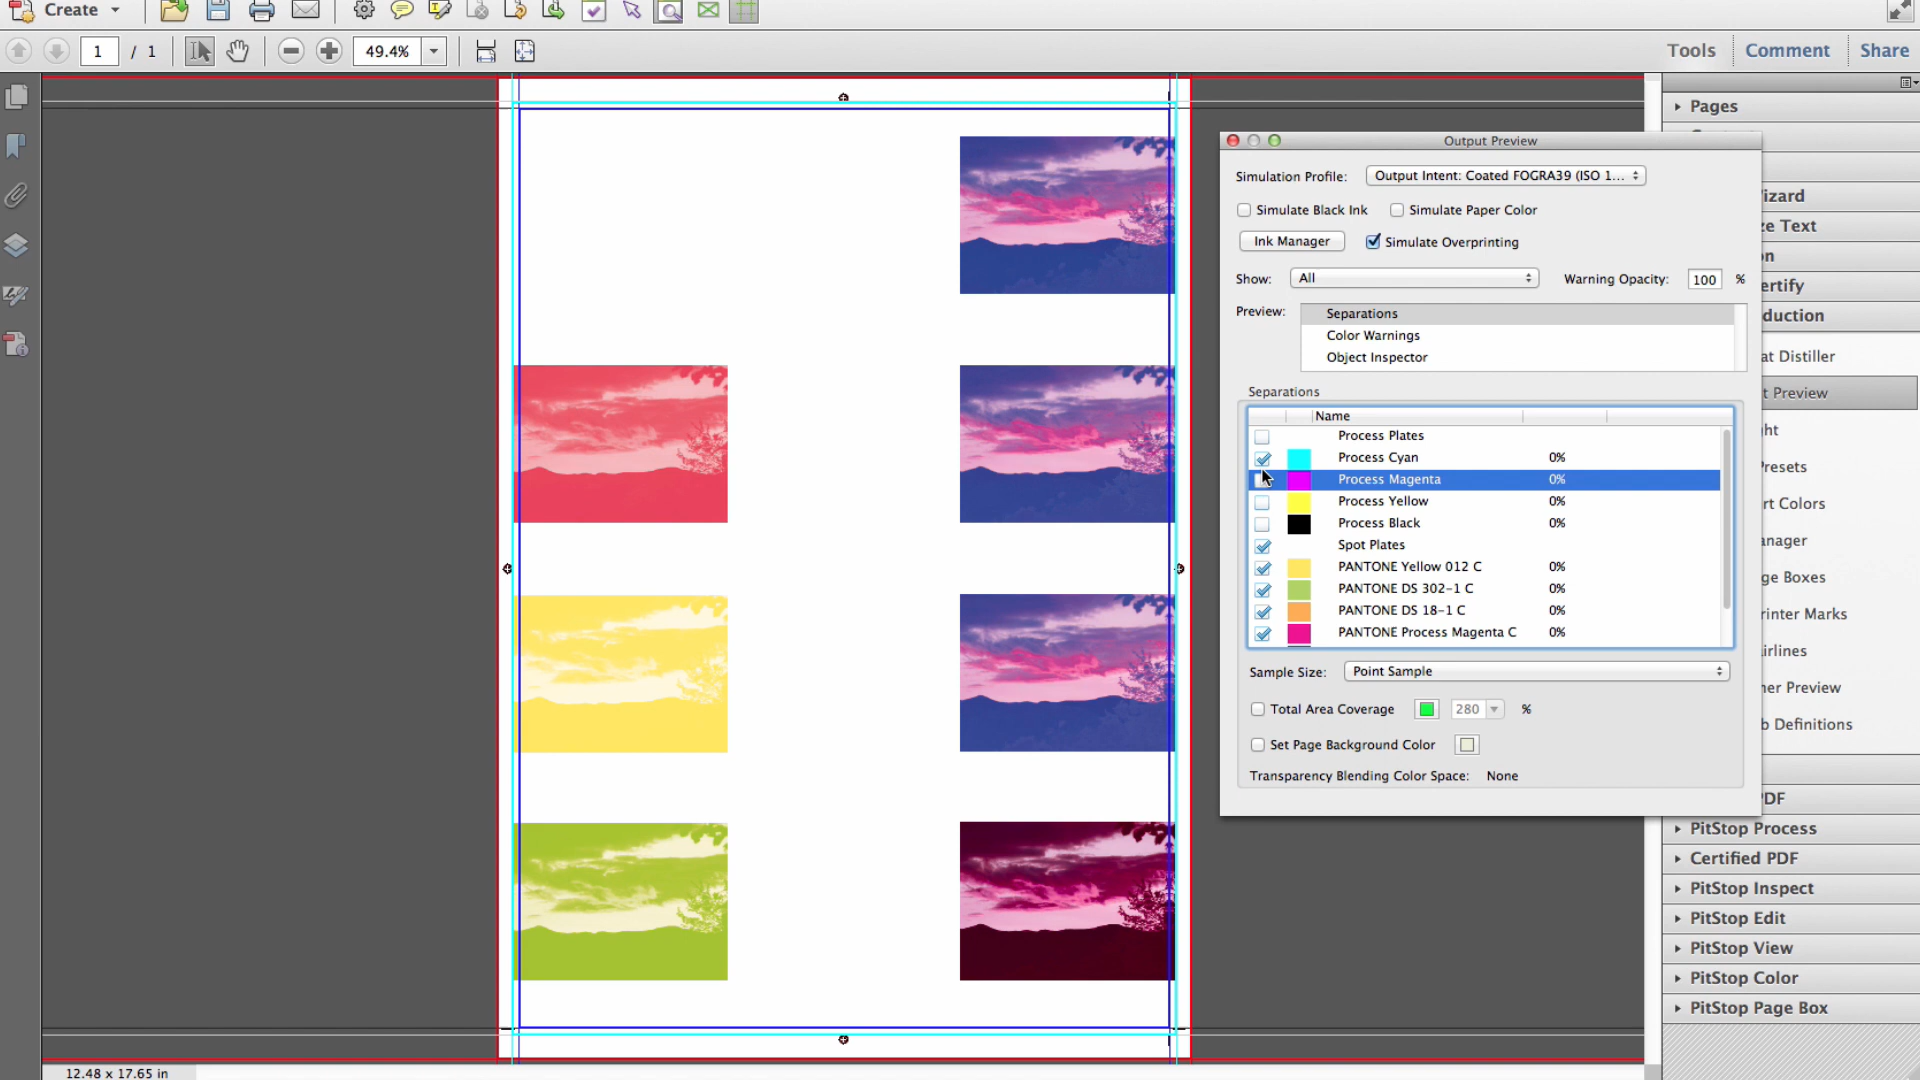 Create
1 / 1
49.4%
Tools
Comment
Share
Pages
Output Preview
Simulation Profile:
Output Intent: Coated FOGRA39 (ISO 1...
Simulate Black Ink
Simulate Paper Color
Ink Manager
Simulate Overprinting
Show:
All
Warning Opacity:
100 %
Preview:
Separations
Color Warnings
Object Inspector
Separations
Name
Process Plates
Process Cyan 0%
Process Magenta 0%
Process Yellow 0%
Process Black 0%
Spot Plates
PANTONE Yellow 012 C 0%
PANTONE DS 302-1 C 0%
PANTONE DS 18-1 C 0%
PANTONE Process Magenta C 0%
Sample Size:
Point Sample
Total Area Coverage
280 %
Set Page Background Color
Transparency Blending Color Space: None
izard
ze Text
on
ertify
duction
at Distiller
t Preview
ht
resets
rt Colors
anager
ge Boxes
rinter Marks
irlines
ner Preview
b Definitions
PDF
PitStop Process
Certified PDF
PitStop Inspect
PitStop Edit
PitStop View
PitStop Color
PitStop Page Box
12.48 x 17.65 in